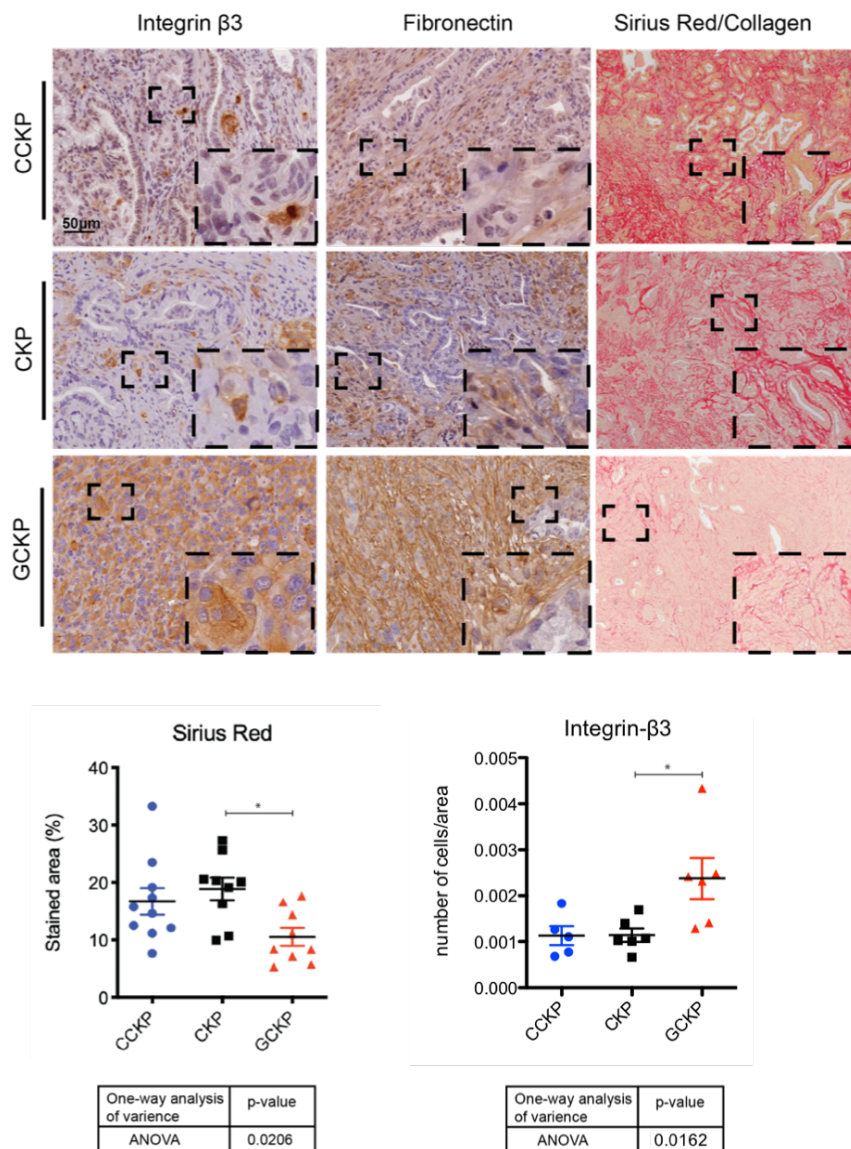 Integrin β3
Fibronectin
Sirius Red/Collagen
CCKP
50μm
CKP
GCKP
Sirius Red
Stained area (%)
40
30
20
10
0
*
CCKP
CKP
GCKP
One-way analysis of varience
p-value
ANOVA
0.0206
Integrin-β3
number of cells/area
0.005
0.004
0.003
0.002
0.001
0.000
*
CCKP
CKP
GCKP
One-way analysis of varience
p-value
ANOVA
0.0162